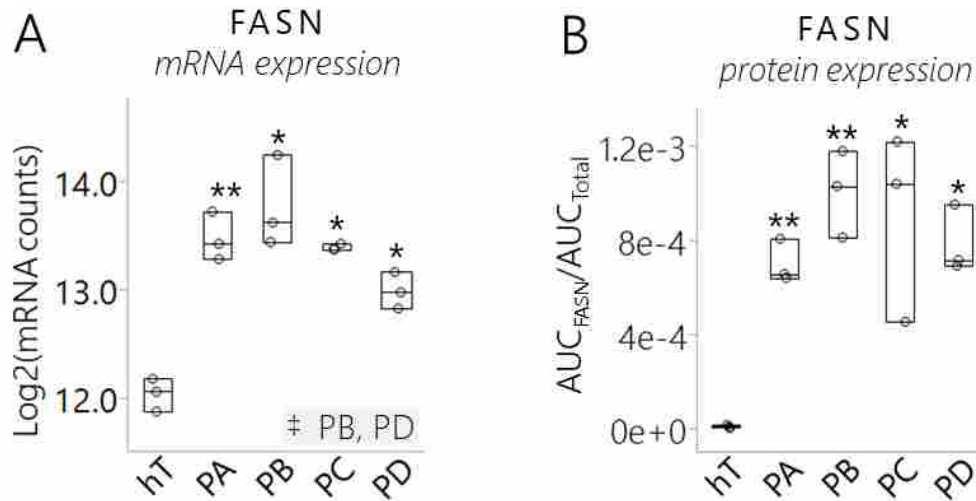 A
FASN
mRNA expression
Log2(mRNA counts)
14.0
13.0
12.0
**
*
*
*
‡ PB, PD
hT PA PB PC PD
B
FASN
protein expression
AUC_FASN/AUC_Total
1.2e-3
8e-4
4e-4
0e+0
**
**
*
*
hT PA PB PC PD